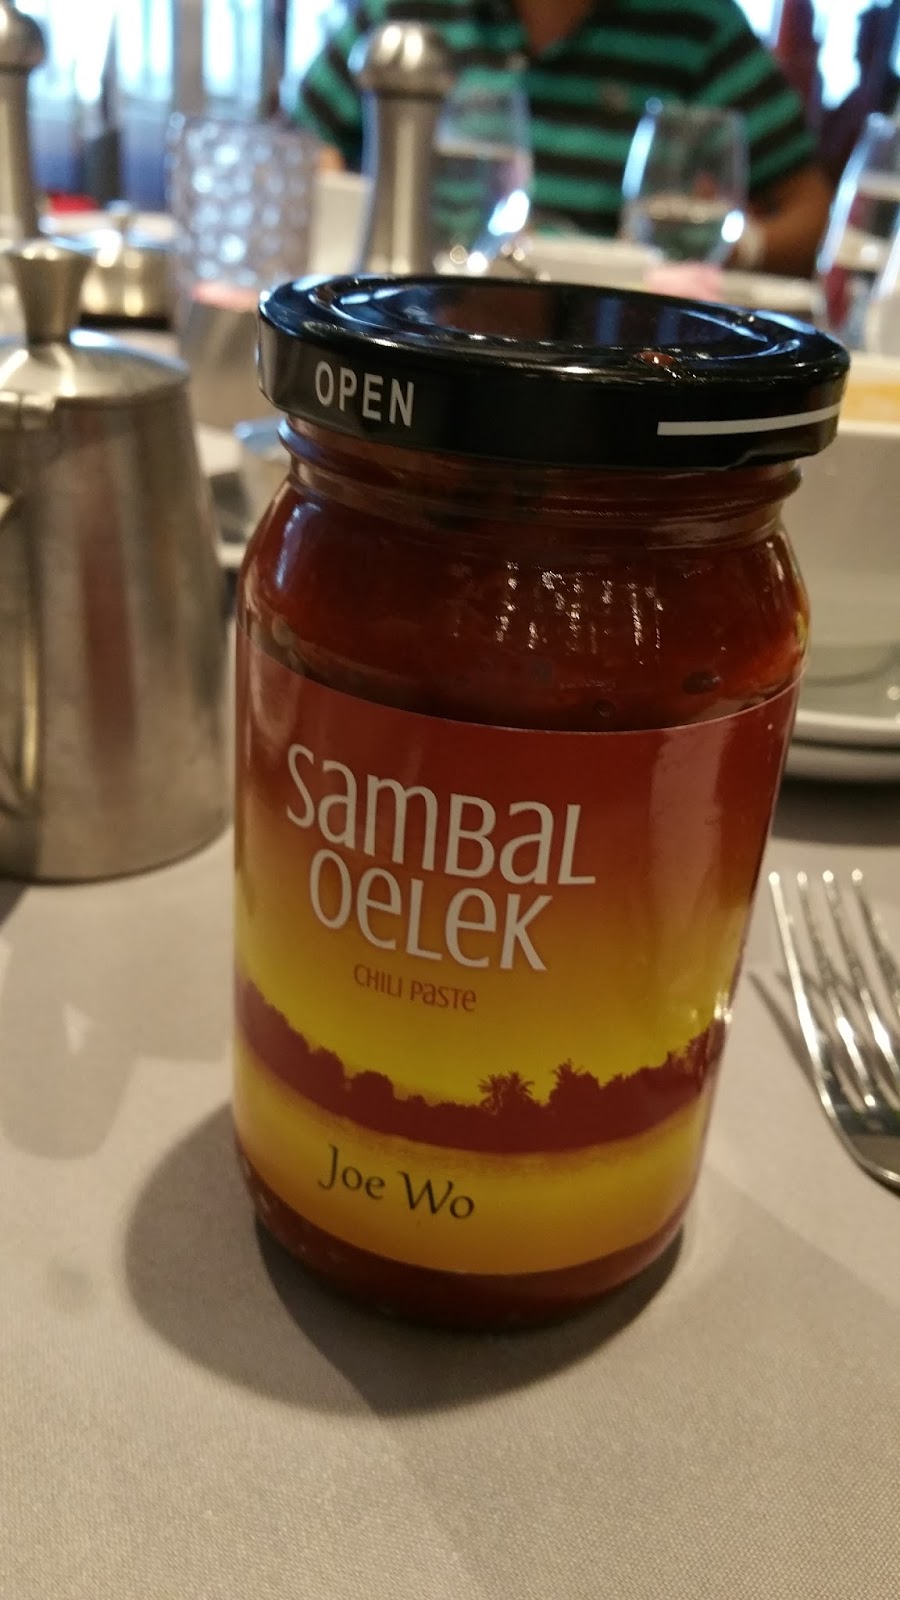 OPEN
Sambal
Oelek
CHILI PASTE
Joe Wo